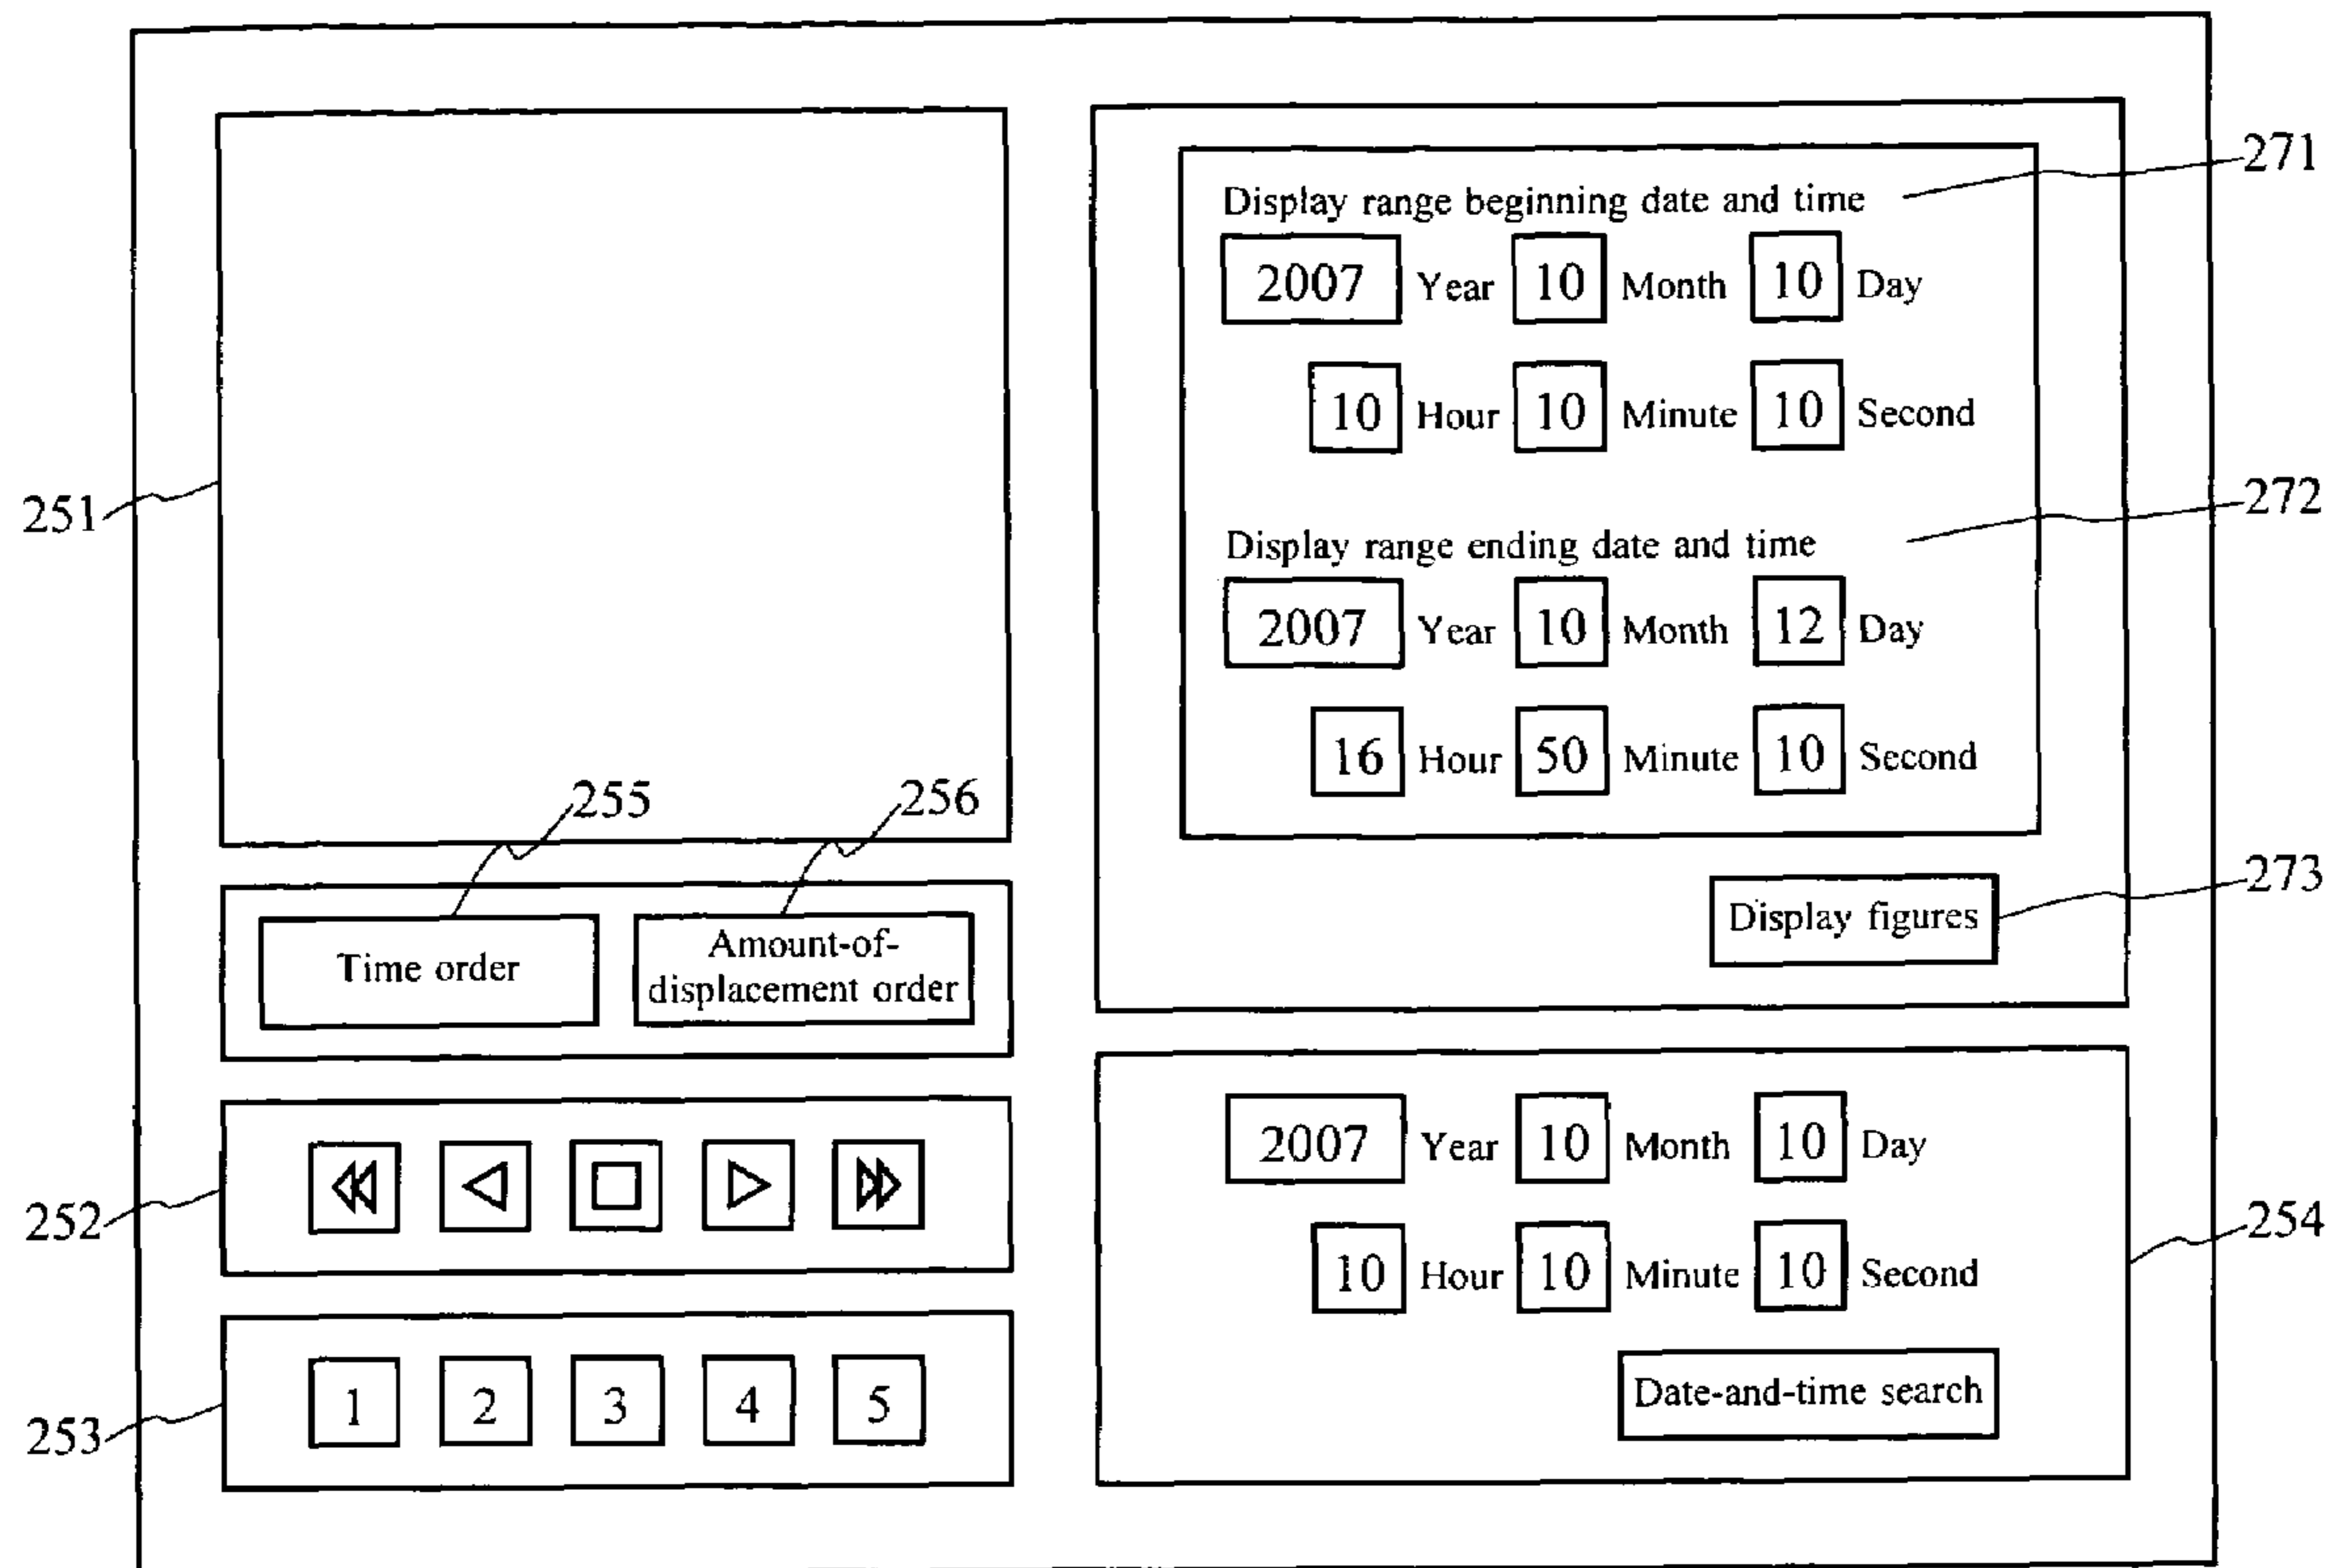 271
Display range beginning date and time
2007 Year 10 Month 10 Day
10 Hour 10 Minute 10 Second
251
272
Display range ending date and time
2007 Year 10 Month 12 Day
16 Hour 50 Minute 10 Second
255
256
273
Display figures
Time order
Amount-of-
displacement order
252
2007 Year 10 Month 10 Day
254
10 Hour 10 Minute 10 Second
253
1 2 3 4 5
Date-and-time search